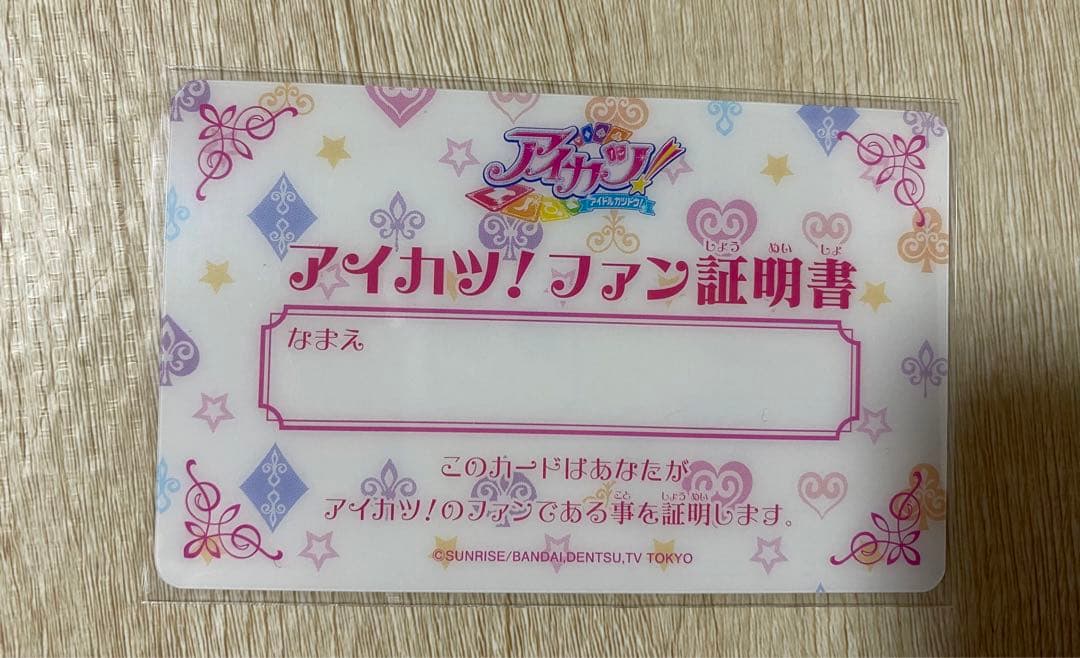 アイカツ!
アイドルカツドウ!
アイカツ!ファン証明書
しょう めい しょ
なまえ
このカードはあなたが
アイカツ!のファンである事を証明します。
こと しょうめい
©SUNRISE/BANDAI,DENTSU,TV TOKYO